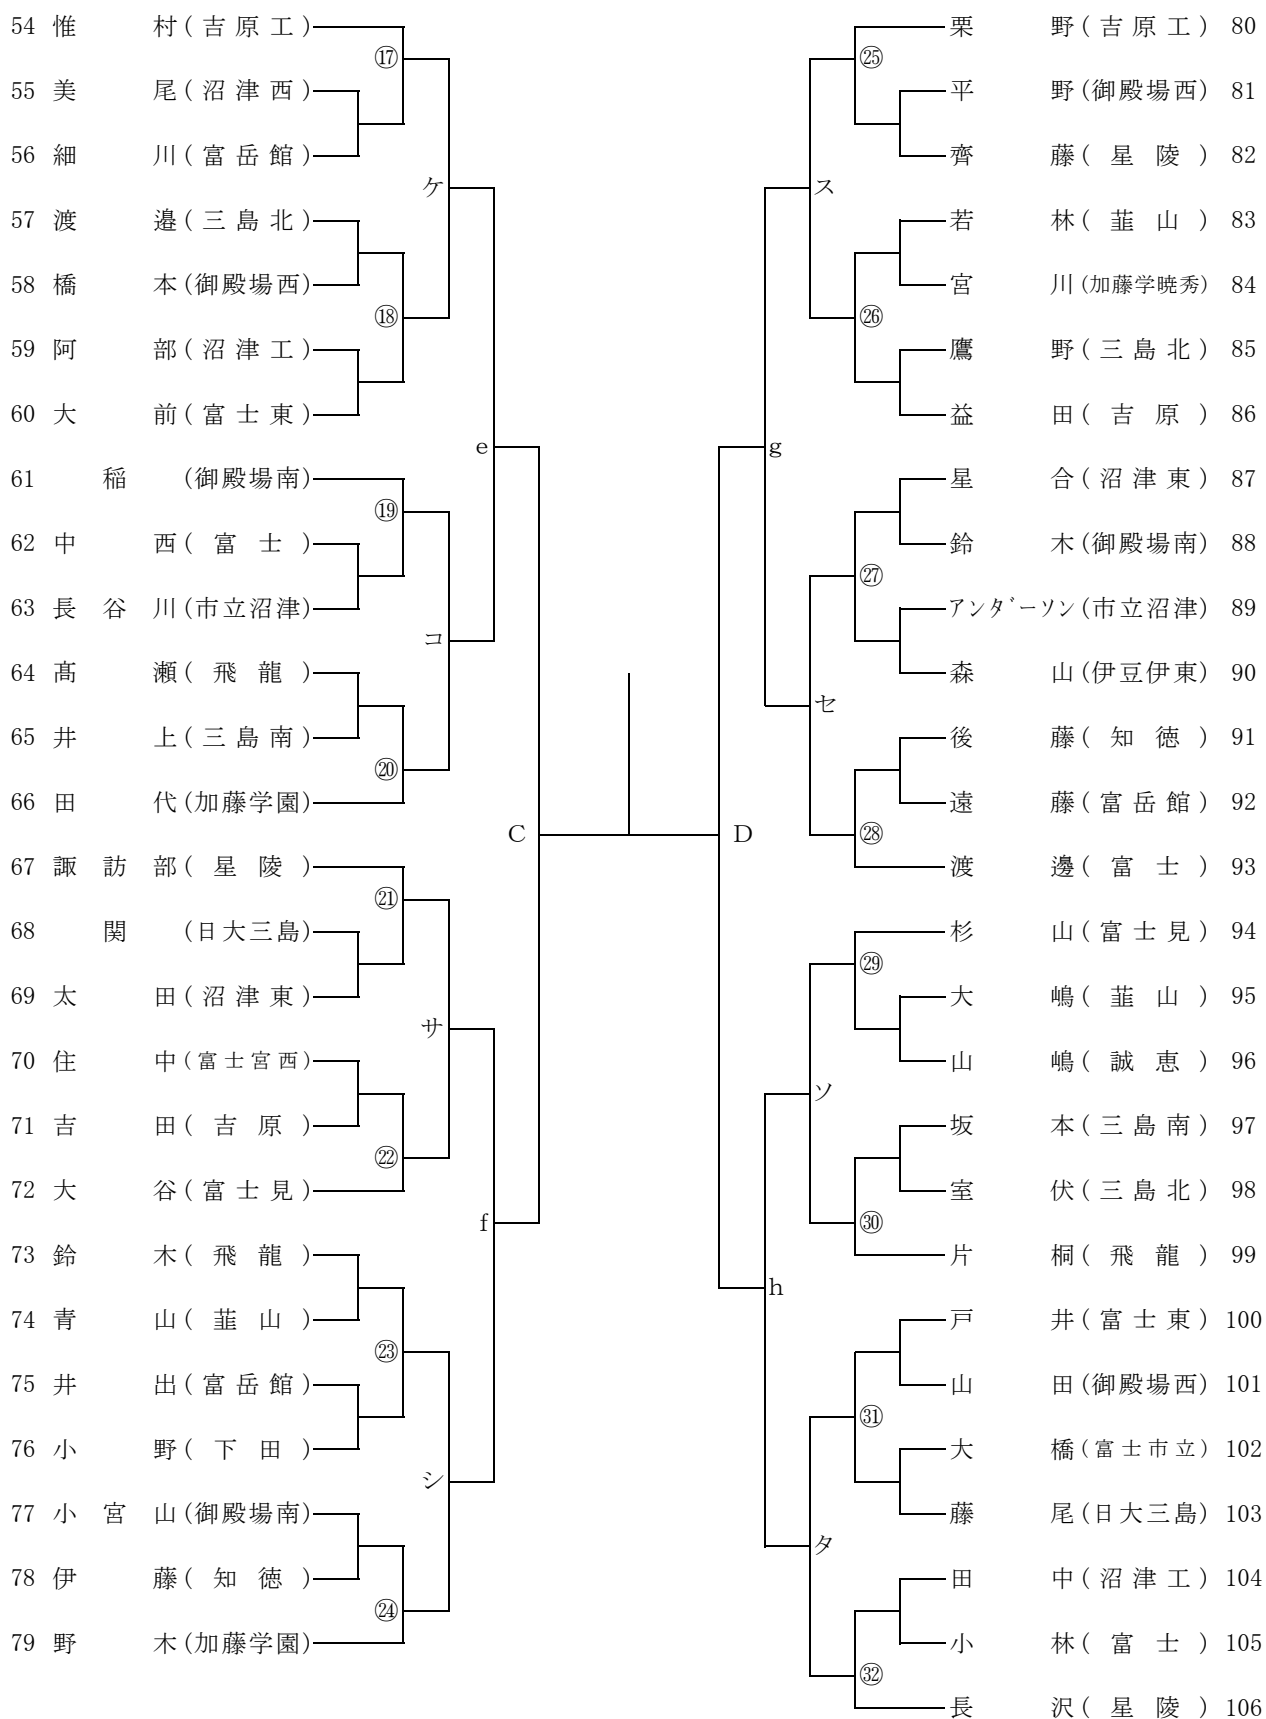 54 惟村(吉原工)
⑰
55 美尾(沼津西)
56 細川(富岳館)
ケ
57 渡邉(三島北)
58 橋本(御殿場西)
⑱
59 阿部(沼津工)
60 大前(富士東)
e
61 稲(御殿場南)
⑲
62 中西(富士)
63 長谷川(市立沼津)
コ
64 髙瀬(飛龍)
65 井上(三島南)
⑳
66 田代(加藤学園)
C
67 諏訪部(星陵)
㉑
68 関(日大三島)
69 太田(沼津東)
サ
70 住中(富士宮西)
71 吉田(吉原)
㉒
72 大谷(富士見)
f
73 鈴木(飛龍)
74 青山(韮山)
㉓
75 井出(富岳館)
76 小野(下田)
シ
77 小宮山(御殿場南)
78 伊藤(知徳)
㉔
79 野木(加藤学園)
栗野(吉原工) 80
㉕
平野(御殿場西) 81
齊藤(星陵) 82
ス
若林(韮山) 83
宮川(加藤学暁秀) 84
㉖
鷹野(三島北) 85
益田(吉原) 86
g
星合(沼津東) 87
鈴木(御殿場南) 88
㉗
アンダーソン(市立沼津) 89
森山(伊豆伊東) 90
セ
後藤(知徳) 91
遠藤(富岳館) 92
㉘
D
渡邊(富士) 93
杉山(富士見) 94
㉙
大嶋(韮山) 95
山嶋(誠恵) 96
ソ
坂本(三島南) 97
室伏(三島北) 98
㉚
片桐(飛龍) 99
h
戸井(富士東) 100
山田(御殿場西) 101
㉛
大橋(富士市立) 102
藤尾(日大三島) 103
タ
田中(沼津工) 104
小林(富士) 105
㉜
長沢(星陵) 106